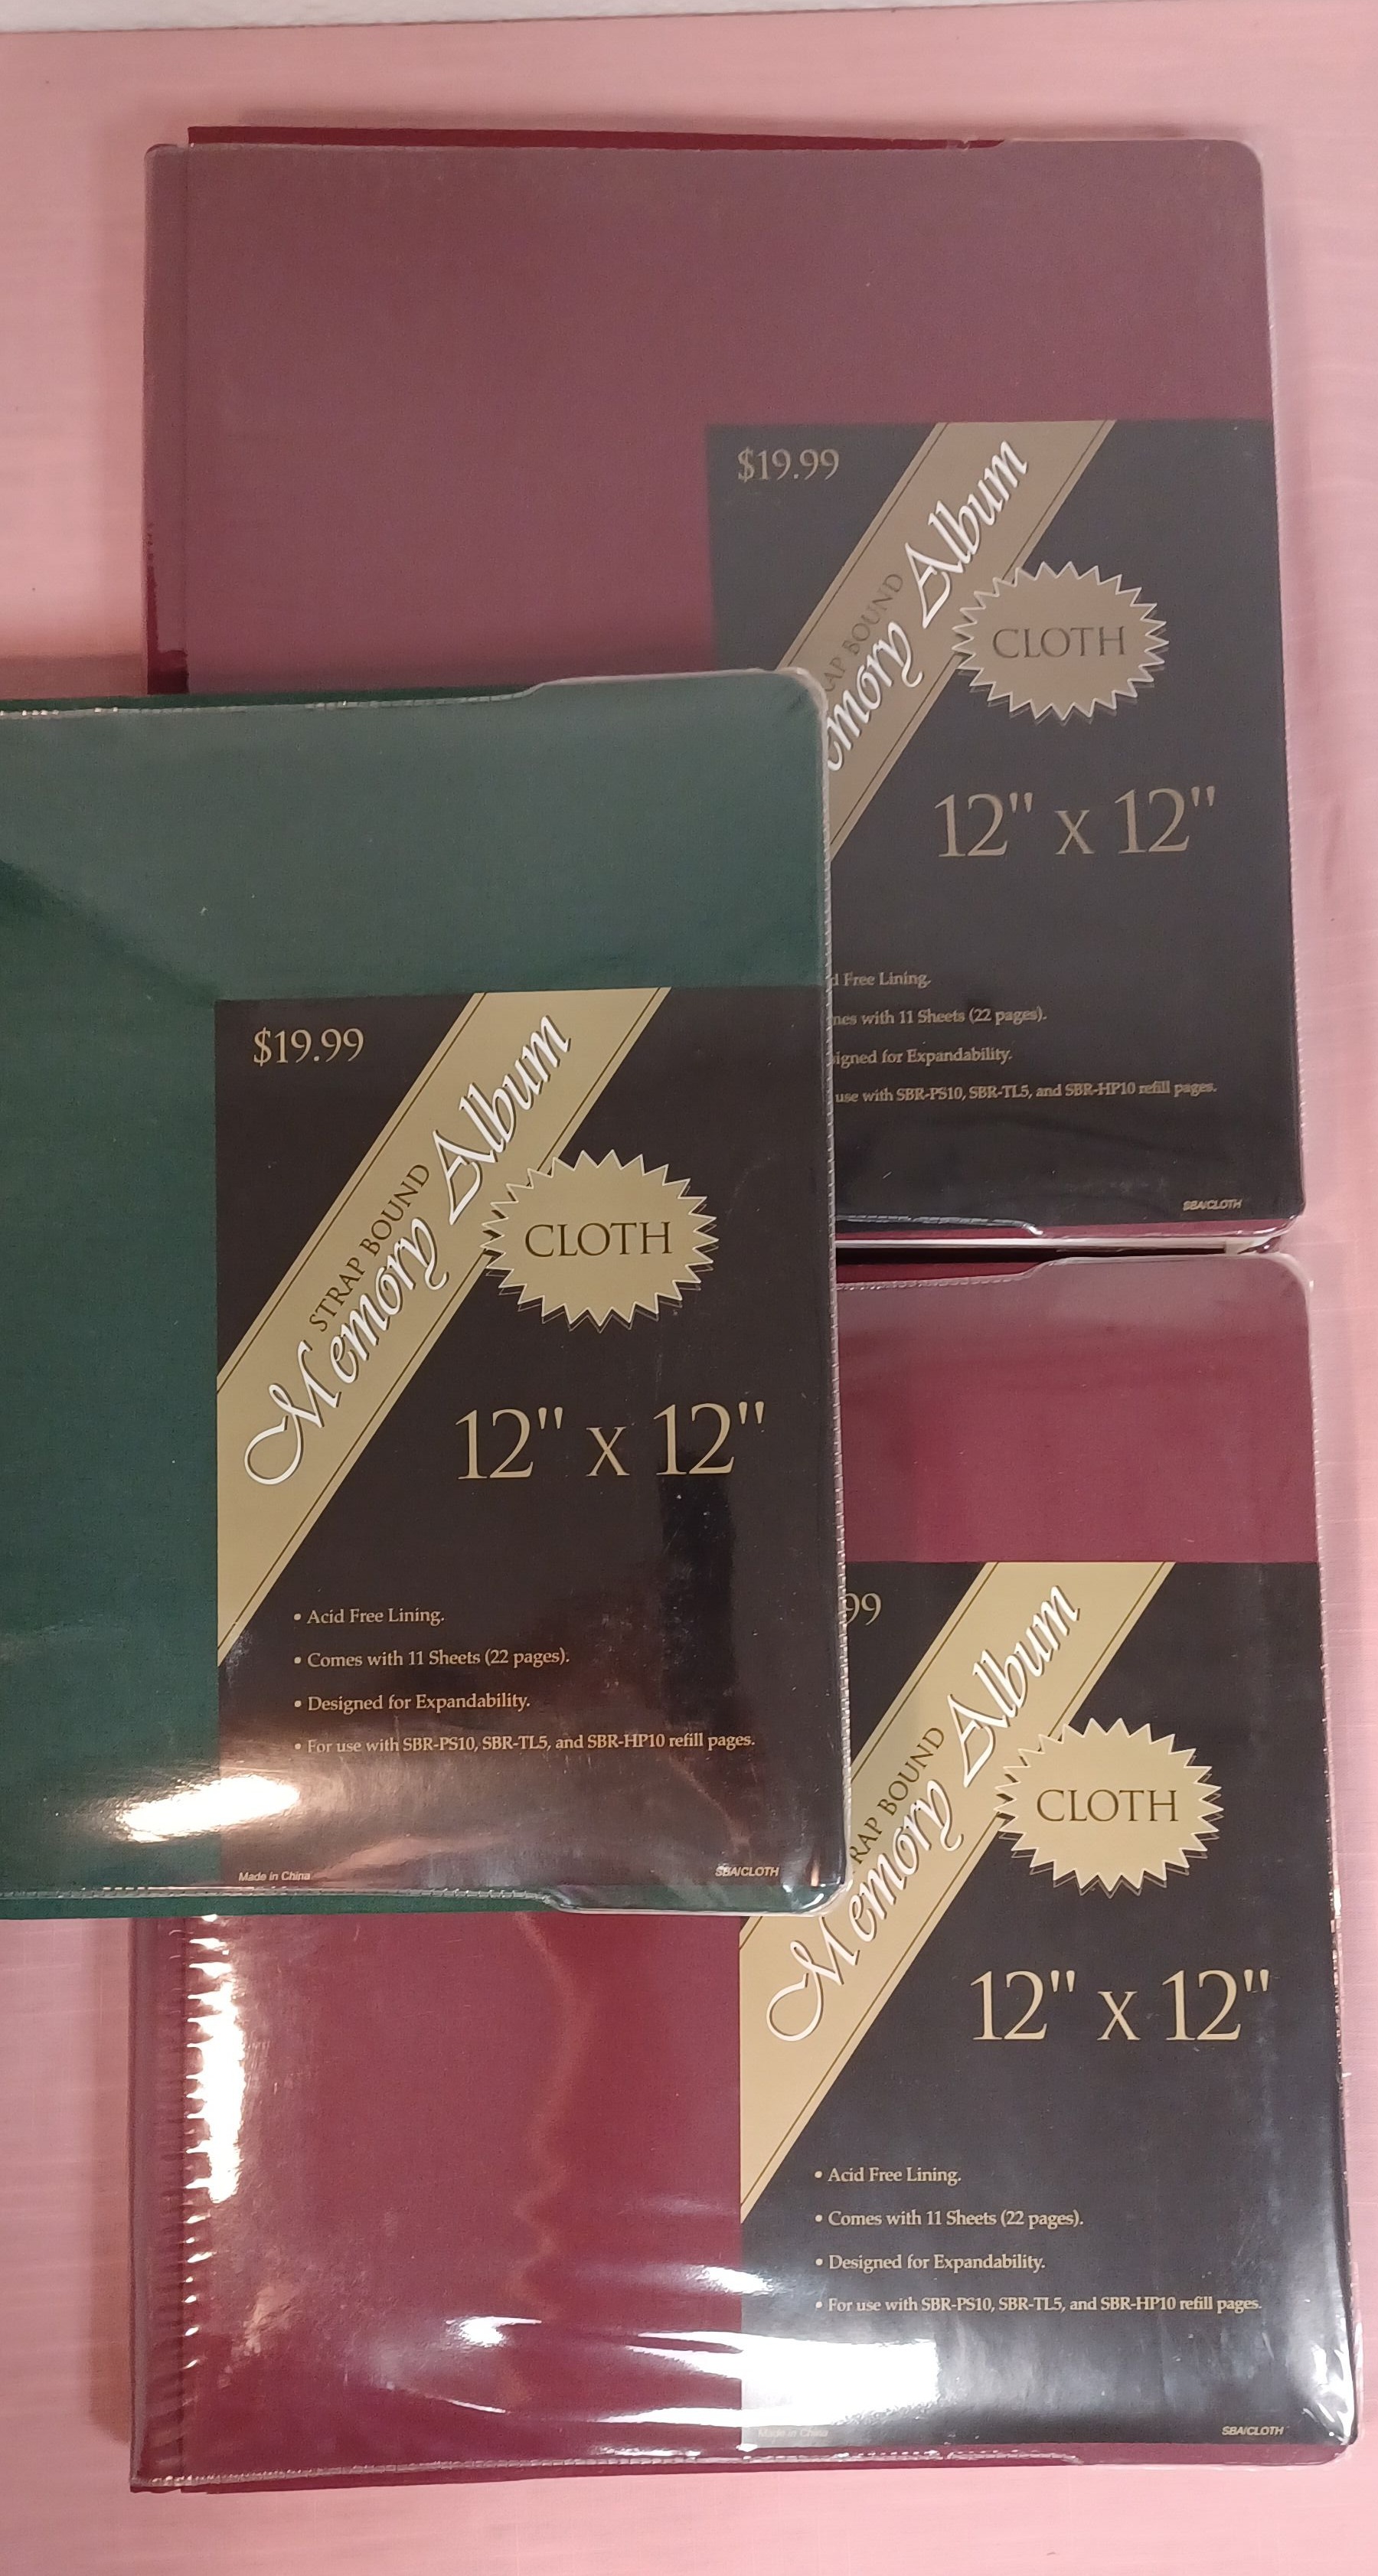 $19.99
BOUND
Album
CLOTH
12" x 12"
Free Lining.
with 11 Sheets (22 pages).
for Expandability.
use with SBR-PS10, SBR-TL5, and SBR-HP10 refill pages.
SBA/CLOTH
$19.99
STRAP BOUND
Memory Album
CLOTH
12" x 12"
• Acid Free Lining.
• Comes with 11 Sheets (22 pages).
• Designed for Expandability.
• For use with SBR-PS10, SBR-TL5, and SBR-HP10 refill pages.
Made in China
SBA/CLOTH
99
BOUND
Memory Album
CLOTH
12" x 12"
• Acid Free Lining.
• Comes with 11 Sheets (22 pages).
• Designed for Expandability.
• For use with SBR-PS10, SBR-TL5, and SBR-HP10 refill pages.
Made in China
SBA/CLOTH